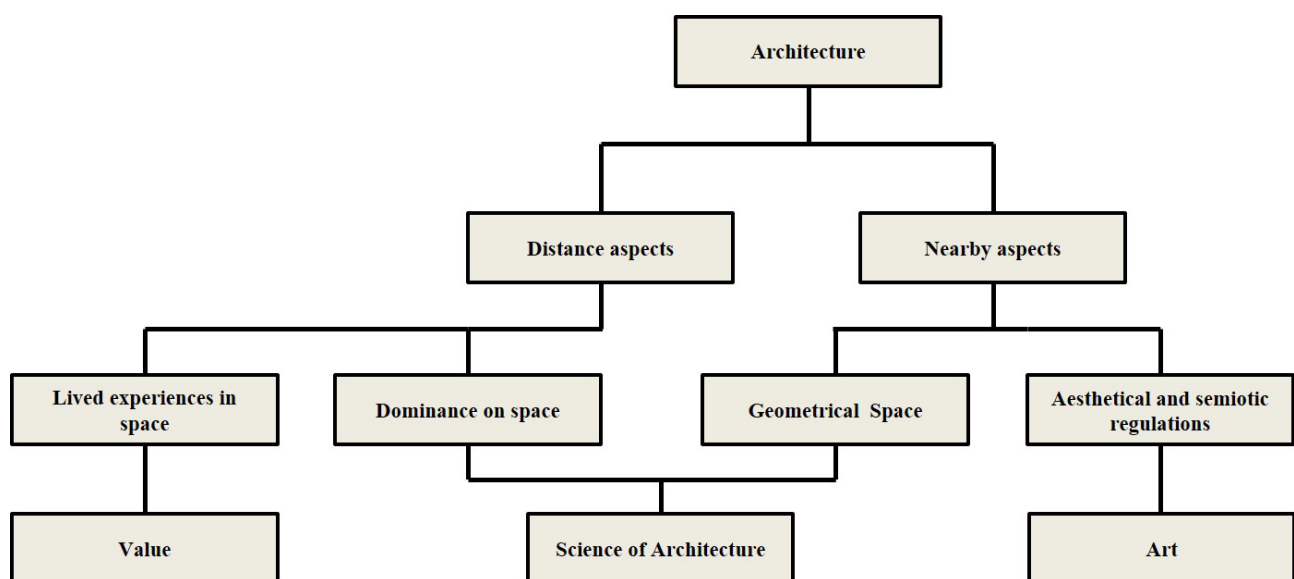 Architecture
Distance aspects
Nearby aspects
Lived experiences in
space
Dominance on space
Geometrical Space
Aesthetical and semiotic
regulations
Value
Science of Architecture
Art